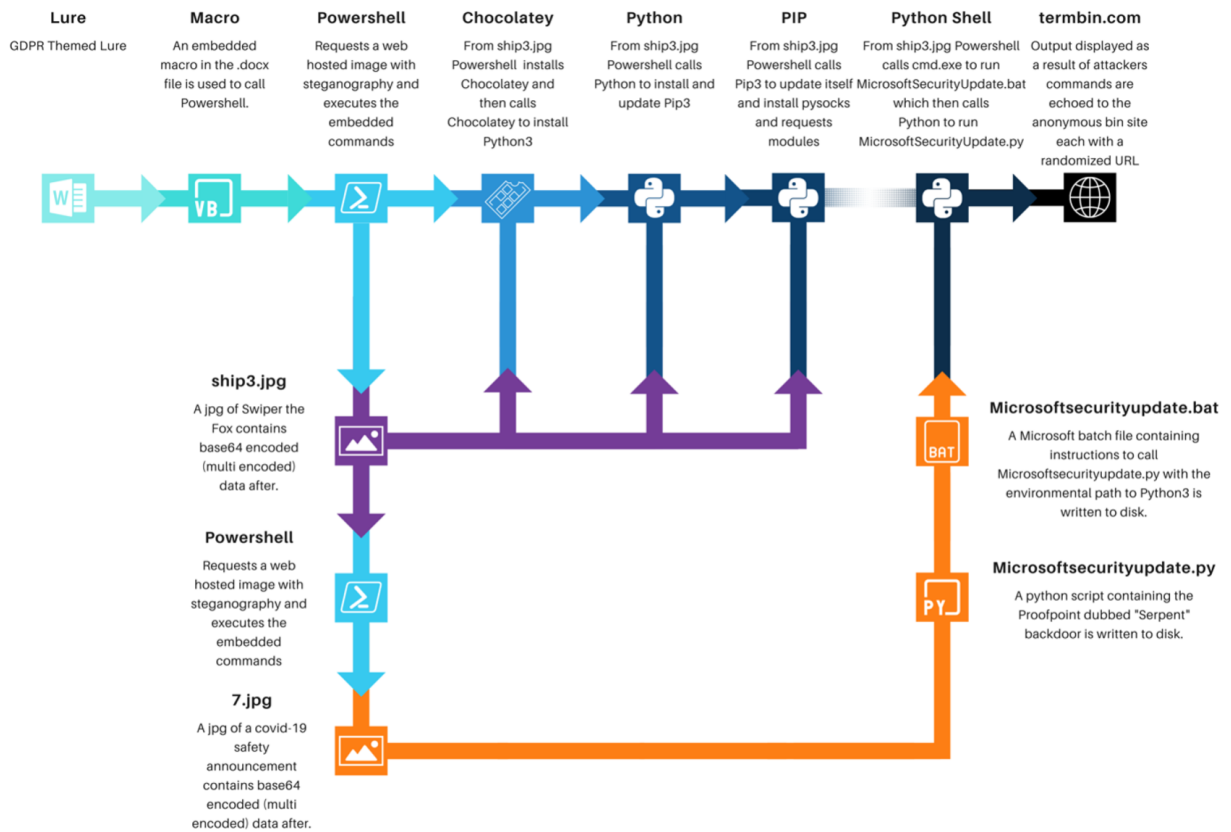 Lure
GDPR Themed Lure
Macro
An embedded
macro in the .docx
file is used to call
Powershell.
Powershell
Requests a web
hosted image with
steganography and
executes the
embedded
commands
Chocolatey
From ship3.jpg
Powershell installs
Chocolatey and
then calls
Chocolatey to install
Python3
Python
From ship3.jpg
Powershell calls
Python to install and
update Pip3
PIP
From ship3.jpg
Powershell calls
Pip3 to update itself
and install pysocks
and requests
modules
Python Shell
From ship3.jpg Powershell
calls cmd.exe to run
MicrosoftSecurityUpdate.bat
which then calls
Python to run
MicrosoftSecurityUpdate.py
termbin.com
Output displayed as
a result of attackers
commands are
echoed to the
anonymous bin site
each with a
randomized URL
W
VB
ship3.jpg
A jpg of Swiper the
Fox contains
base64 encoded
(multi encoded)
data after.
Powershell
Requests a web
hosted image with
steganography and
executes the
embedded
commands
7.jpg
A jpg of a covid-19
safety
announcement
contains base64
encoded (multi
encoded) data after.
BAT
Microsoftsecurityupdate.bat
A Microsoft batch file containing
instructions to call
Microsoftsecurityupdate.py with the
environmental path to Python3 is
written to disk.
PY
Microsoftsecurityupdate.py
A python script containing the
Proofpoint dubbed "Serpent"
backdoor is written to disk.